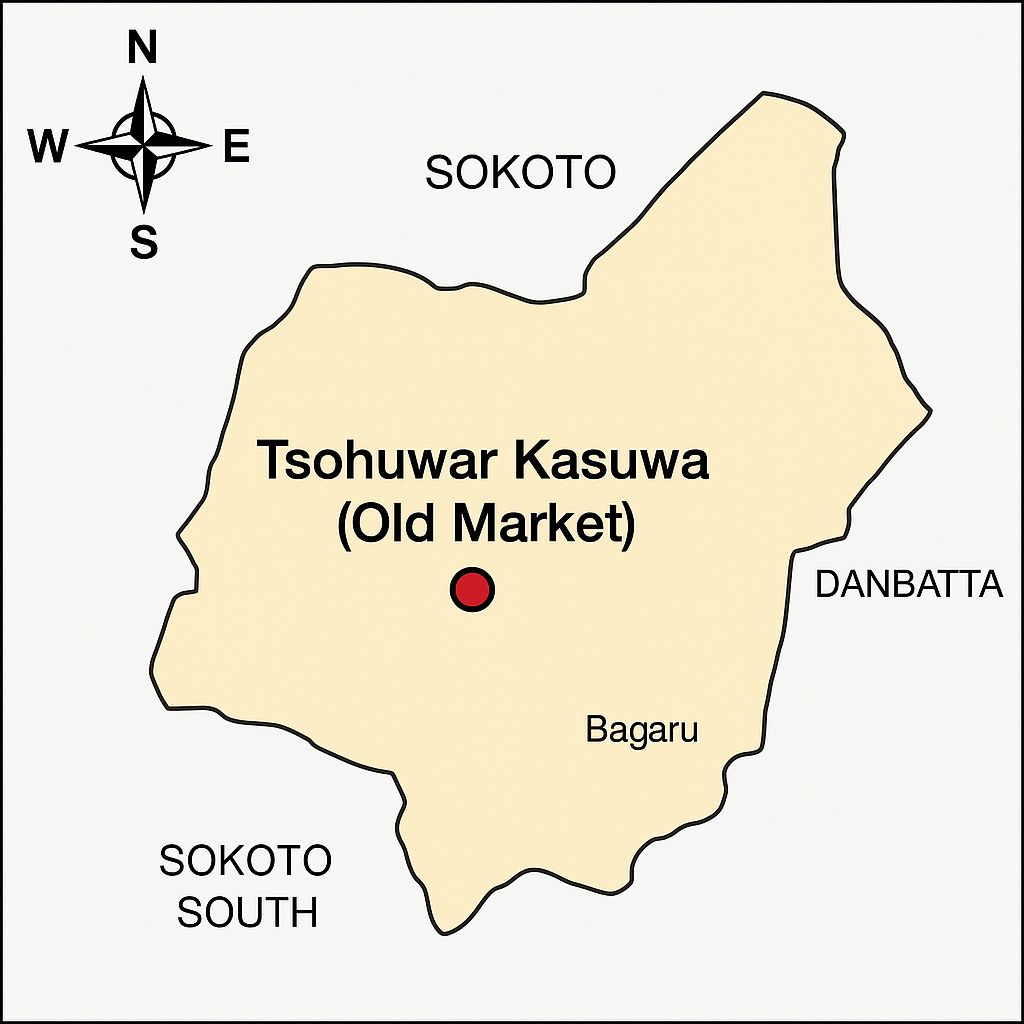 N
W E
S
SOKOTO
Tsohuwar Kasuwa
(Old Market)
DANBATTA
Bagaru
SOKOTO
SOUTH